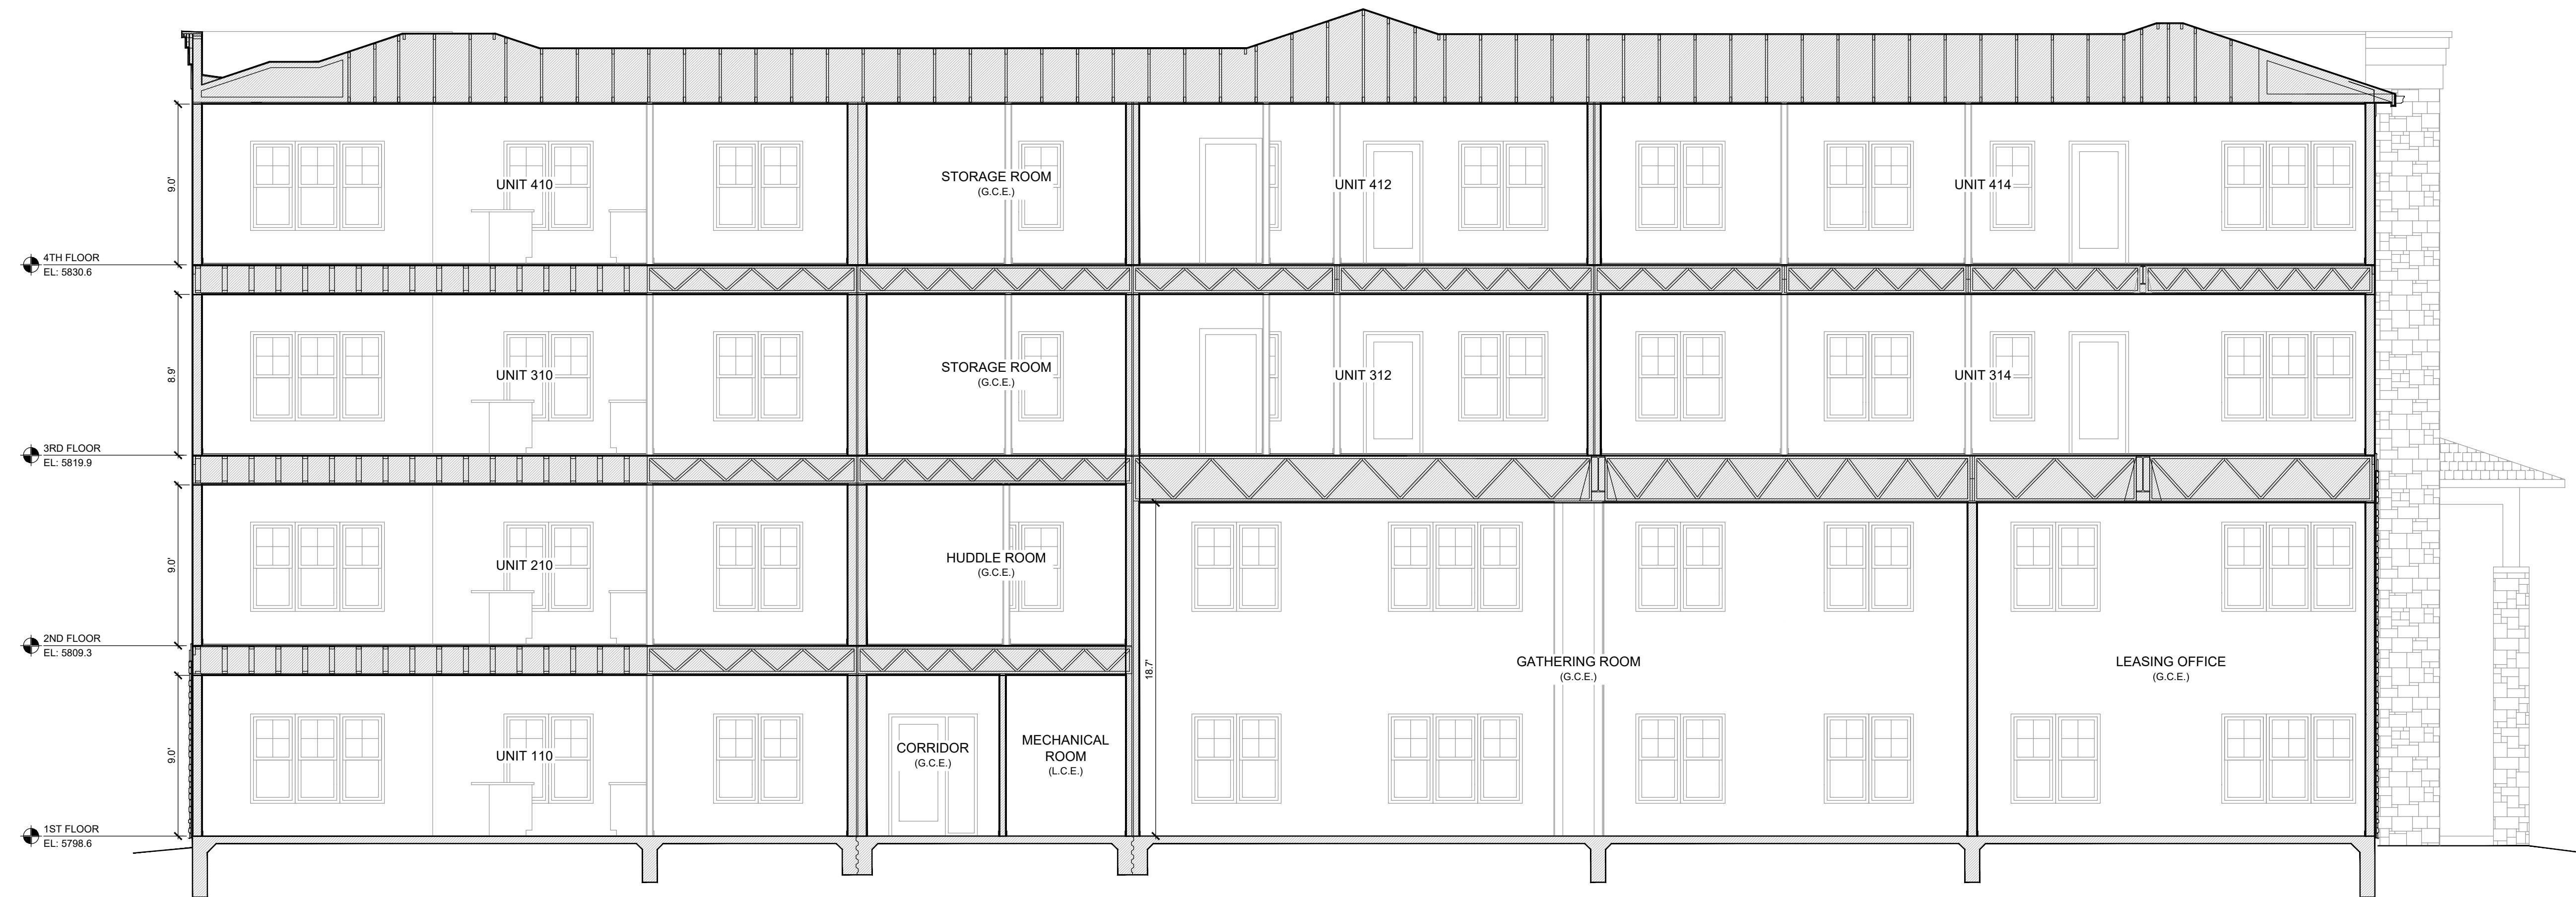 9.0'
UNIT 410
STORAGE ROOM
(G.C.E.)
UNIT 412
UNIT 414
4TH FLOOR
EL: 5830.6
8.9'
UNIT 310
STORAGE ROOM
(G.C.E.)
UNIT 312
UNIT 314
3RD FLOOR
EL: 5819.9
9.0'
UNIT 210
HUDDLE ROOM
(G.C.E.)
2ND FLOOR
EL: 5809.3
18.7'
GATHERING ROOM
(G.C.E.)
LEASING OFFICE
(G.C.E.)
9.0'
UNIT 110
CORRIDOR
(G.C.E.)
MECHANICAL
ROOM
(L.C.E.)
1ST FLOOR
EL: 5798.6